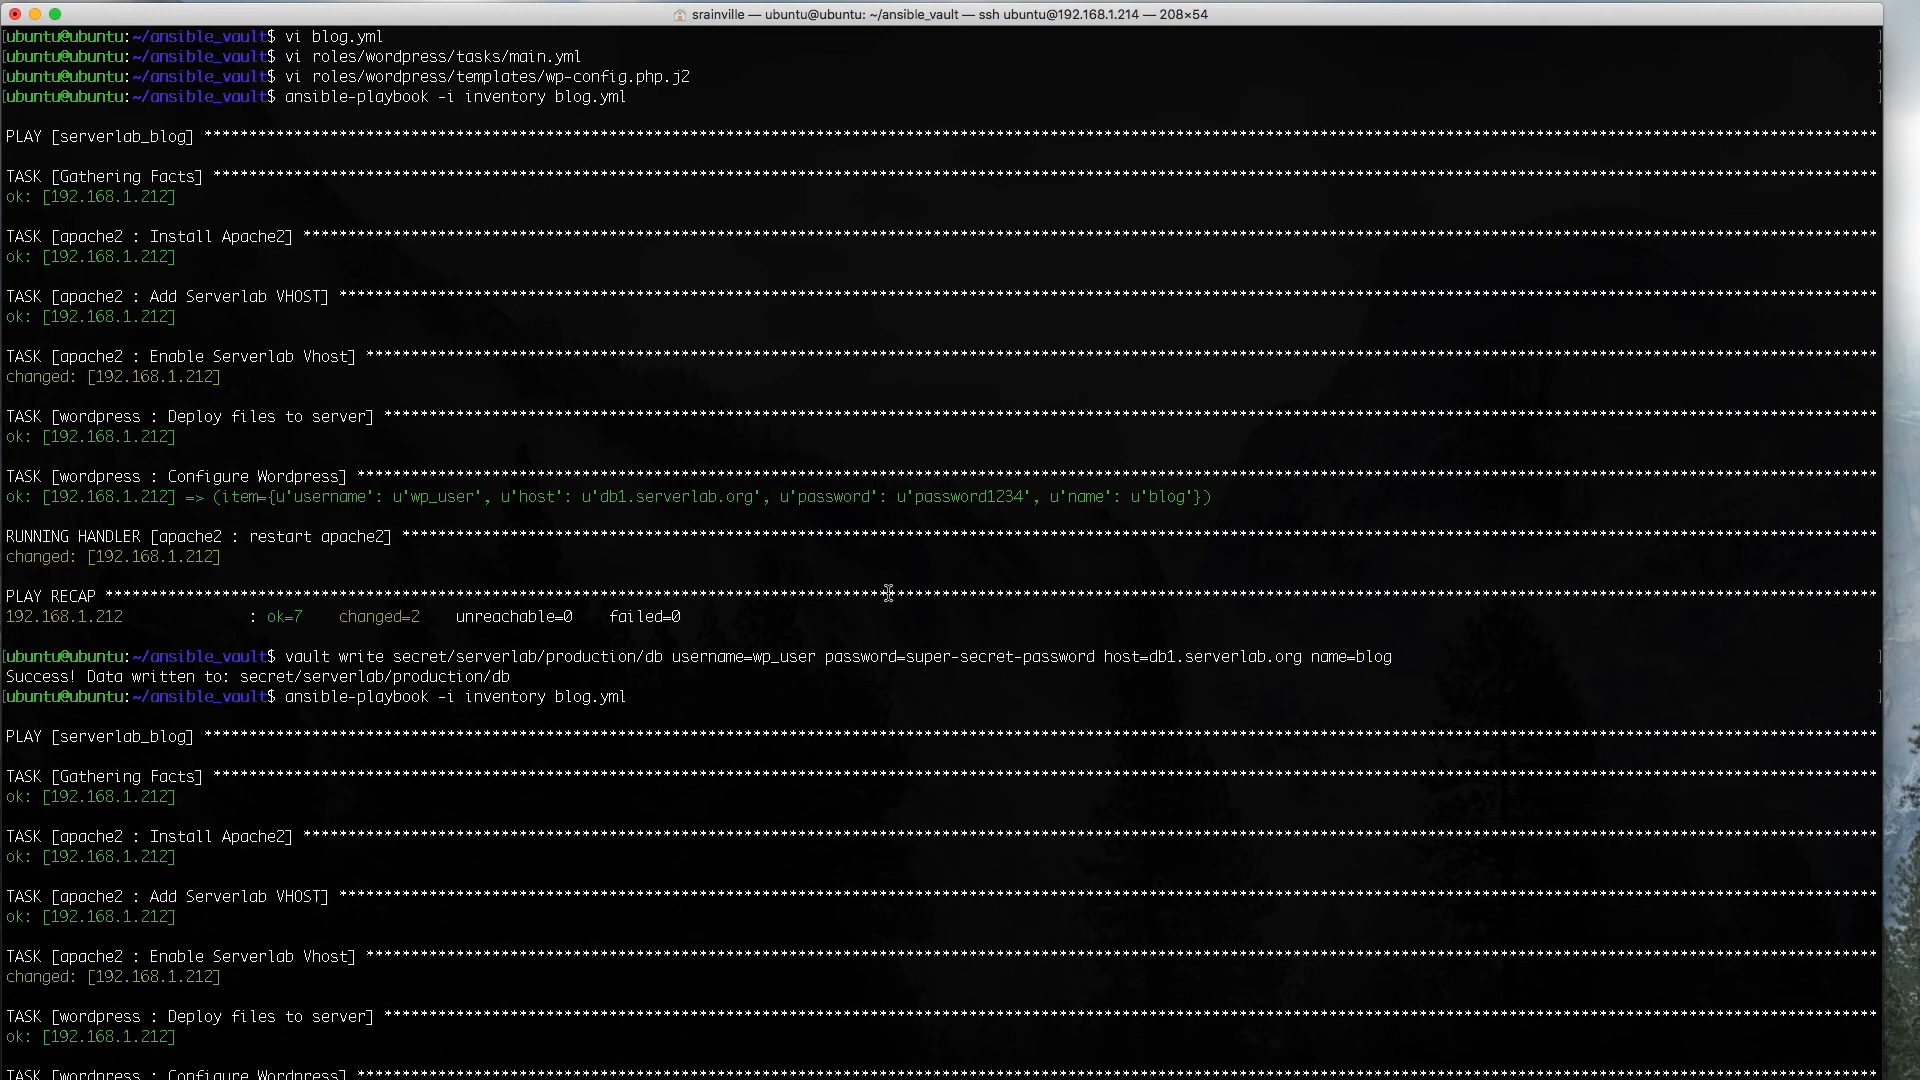 srainville — ubuntu@ubuntu: ~/ansible_vault — ssh ubuntu@192.168.1.214 — 208×54
[ubuntu@ubuntu:~/ansible_vault$ vi blog.yml ]
[ubuntu@ubuntu:~/ansible_vault$ vi roles/wordpress/tasks/main.yml ]
[ubuntu@ubuntu:~/ansible_vault$ vi roles/wordpress/templates/wp-config.php.j2 ]
[ubuntu@ubuntu:~/ansible_vault$ ansible-playbook -i inventory blog.yml ]
PLAY [serverlab_blog] ****************************************************************
TASK [Gathering Facts] ****************************************************************
ok: [192.168.1.212]
TASK [apache2 : Install Apache2] ****************************************************************
ok: [192.168.1.212]
TASK [apache2 : Add Serverlab VHOST] ****************************************************************
ok: [192.168.1.212]
TASK [apache2 : Enable Serverlab Vhost] ****************************************************************
changed: [192.168.1.212]
TASK [wordpress : Deploy files to server] ****************************************************************
ok: [192.168.1.212]
TASK [wordpress : Configure Wordpress] ****************************************************************
ok: [192.168.1.212] => (item={u'username': u'wp_user', u'host': u'db1.serverlab.org', u'password': u'password1234', u'name': u'blog'})
RUNNING HANDLER [apache2 : restart apache2] ****************************************************************
changed: [192.168.1.212]
PLAY RECAP ****************************************************************
192.168.1.212 : ok=7 changed=2 unreachable=0 failed=0
[ubuntu@ubuntu:~/ansible_vault$ vault write secret/serverlab/production/db username=wp_user password=super-secret-password host=db1.serverlab.org name=blog ]
Success! Data written to: secret/serverlab/production/db
[ubuntu@ubuntu:~/ansible_vault$ ansible-playbook -i inventory blog.yml ]
PLAY [serverlab_blog] ****************************************************************
TASK [Gathering Facts] ****************************************************************
ok: [192.168.1.212]
TASK [apache2 : Install Apache2] ****************************************************************
ok: [192.168.1.212]
TASK [apache2 : Add Serverlab VHOST] ****************************************************************
ok: [192.168.1.212]
TASK [apache2 : Enable Serverlab Vhost] ****************************************************************
changed: [192.168.1.212]
TASK [wordpress : Deploy files to server] ****************************************************************
ok: [192.168.1.212]
TASK [wordpress : Configure Wordpress] ****************************************************************